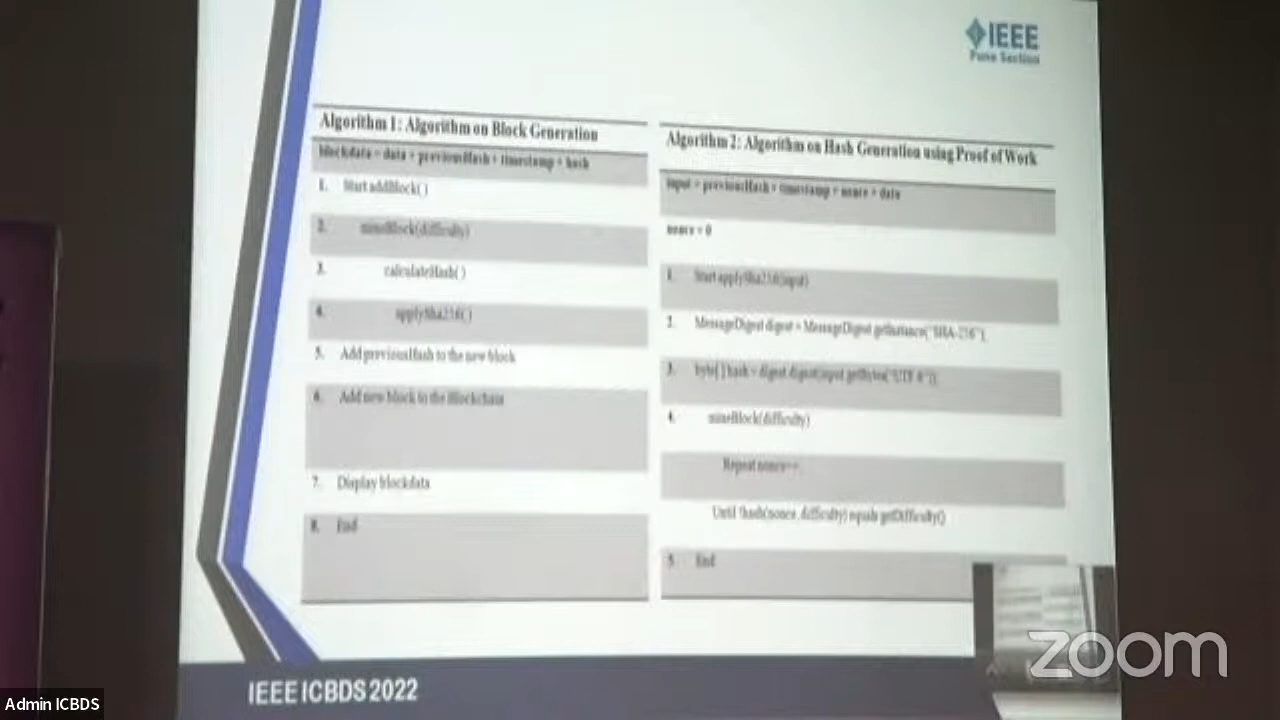 IEEE
Pune Section
Algorithm 1: Algorithm on Block Generation
blockdata = data + previousHash + timestamp + hash
1. Start addBlock( )
2. mineBlock(difficulty)
3. calculateHash( )
4. applySha256( )
5. Add previousHash to the new block
6. Add new block to the Blockchain
7. Display blockdata
8. End
Algorithm 2: Algorithm on Hash Generation using Proof of Work
input = previousHash + timestamp + nonce + data
nonce = 0
1. Start applySha256(input)
2. MessageDigest digest = MessageDigest getInstance("SHA-256");
3. byte[ ] hash = digest digest(input getBytes("UTF-8"));
4. mineBlock(difficulty)
Repeat nonce++
Until !hash(nonce, difficulty) equals getDifficulty()
5. End
IEEE ICBDS 2022
zoom
Admin ICBDS